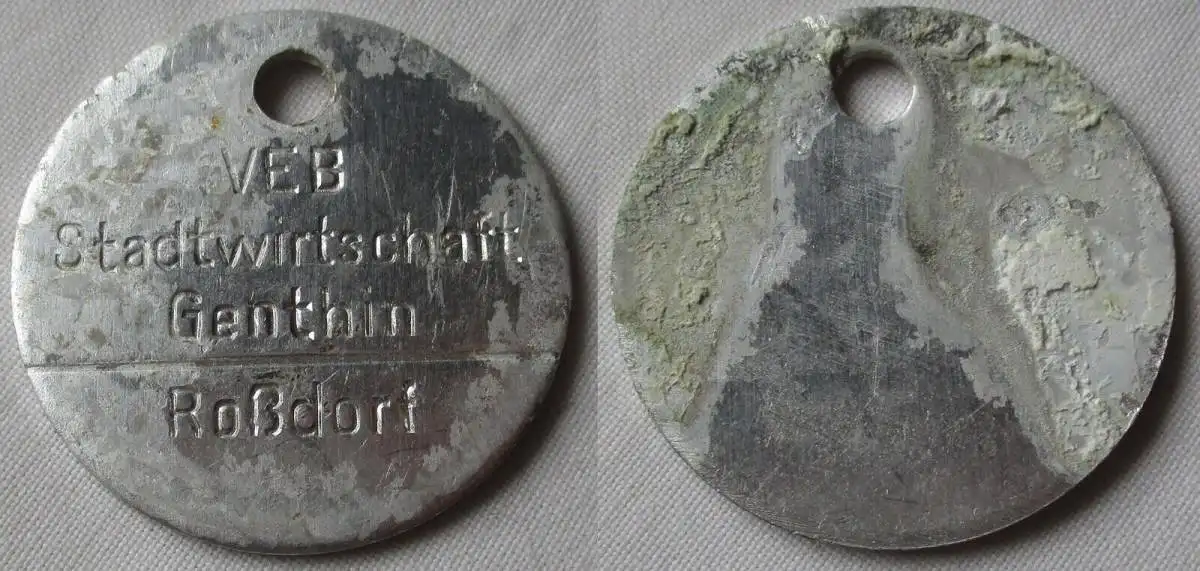 VEB
Stadtwirtschaft
Genthin
Roßdorf